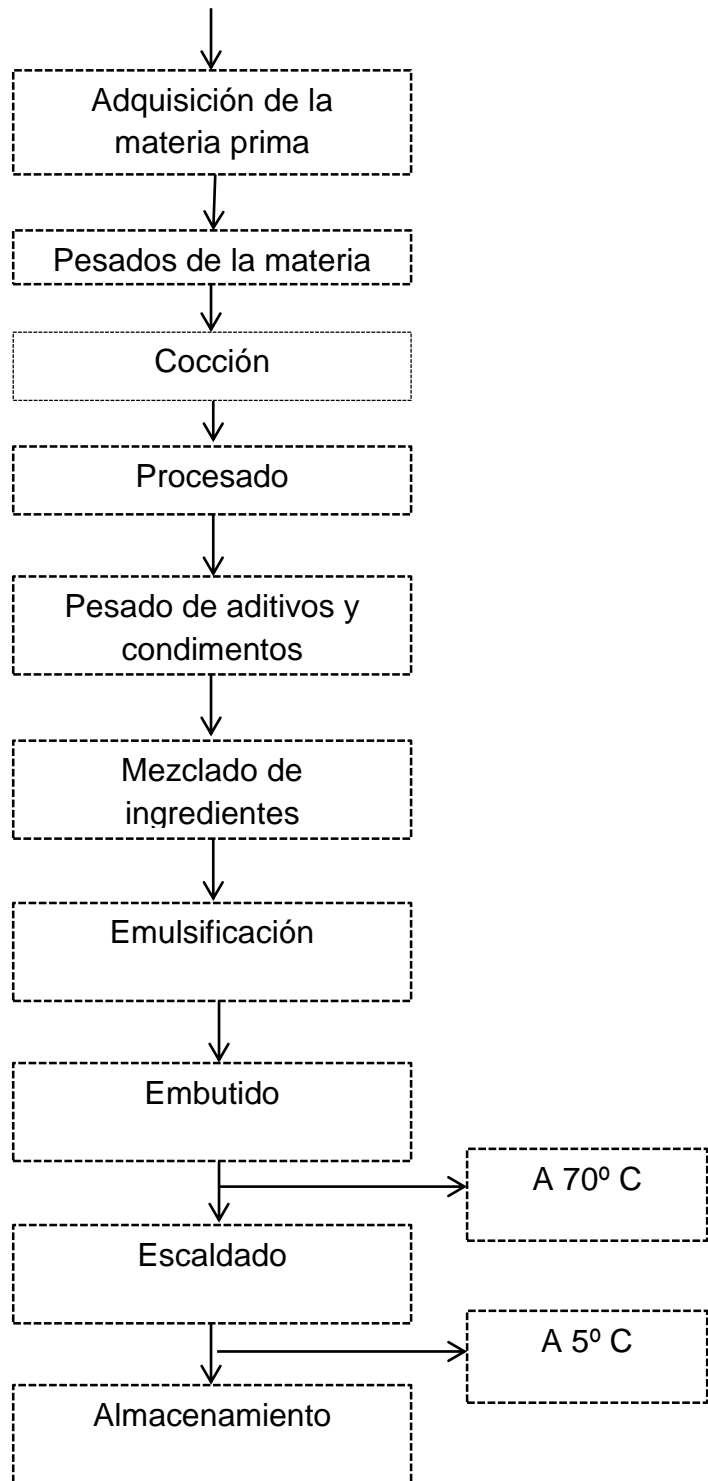 Adquisición de la
materia prima
Pesados de la materia
Cocción
Procesado
Pesado de aditivos y
condimentos
Mezclado de
ingredientes
Emulsificación
Embutido
A 70º C
Escaldado
A 5º C
Almacenamiento